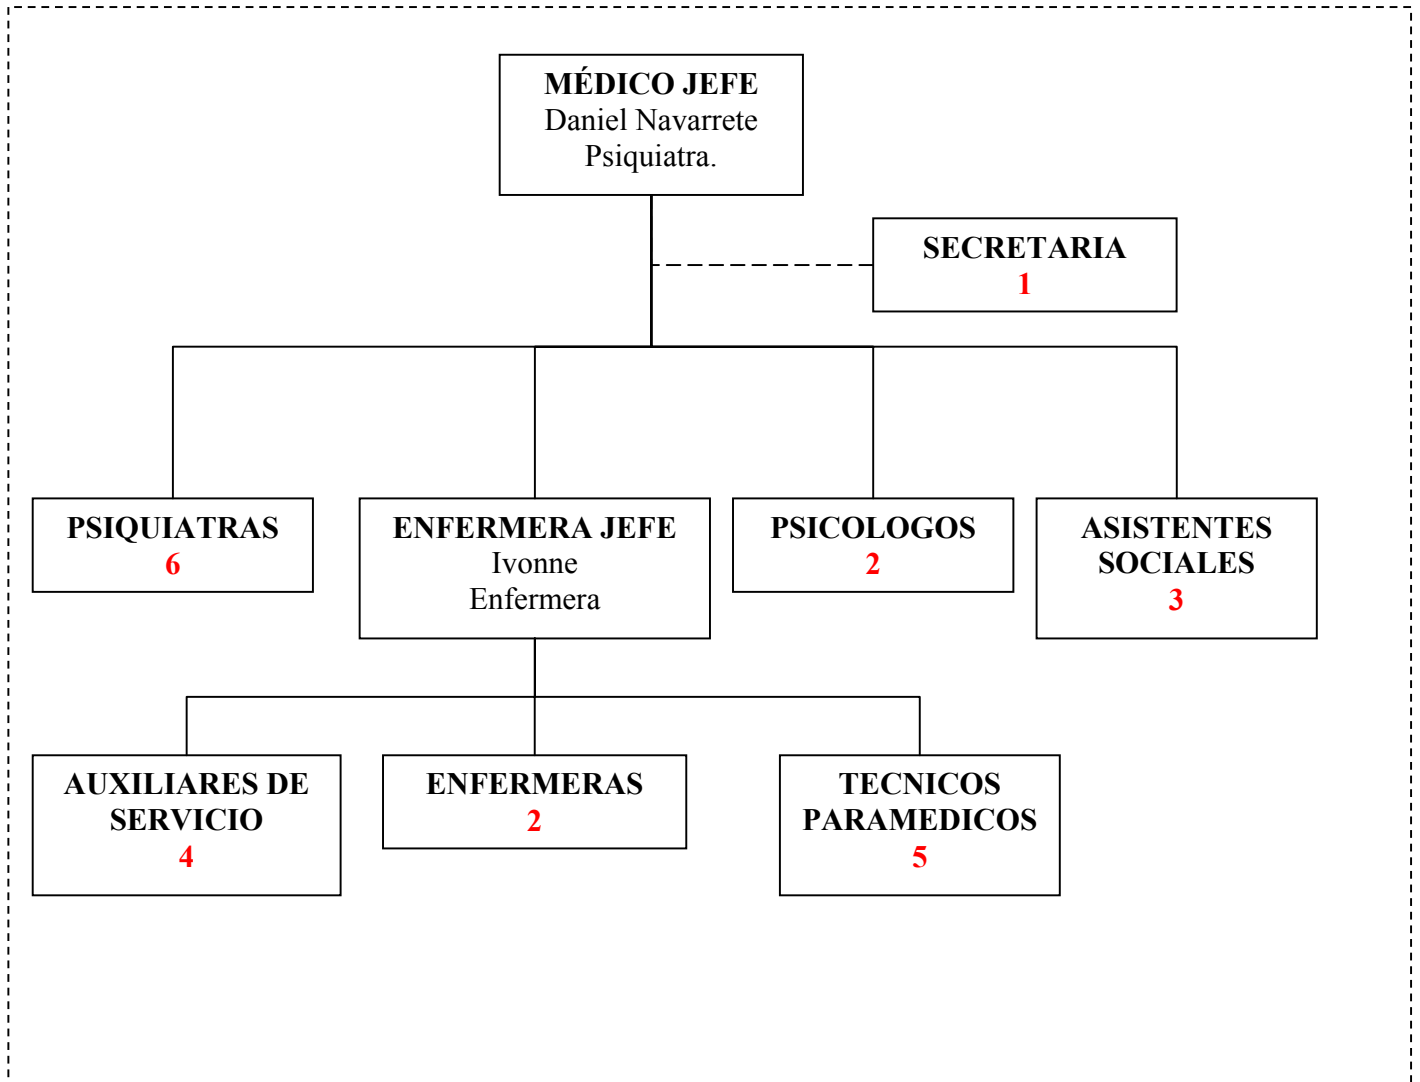 MÉDICO JEFE
Daniel Navarrete
Psiquiatra.
SECRETARIA
1
PSIQUIATRAS
6
ENFERMERA JEFE
Ivonne
Enfermera
PSICOLOGOS
2
ASISTENTES
SOCIALES
3
AUXILIARES DE
SERVICIO
4
ENFERMERAS
2
TECNICOS
PARAMEDICOS
5